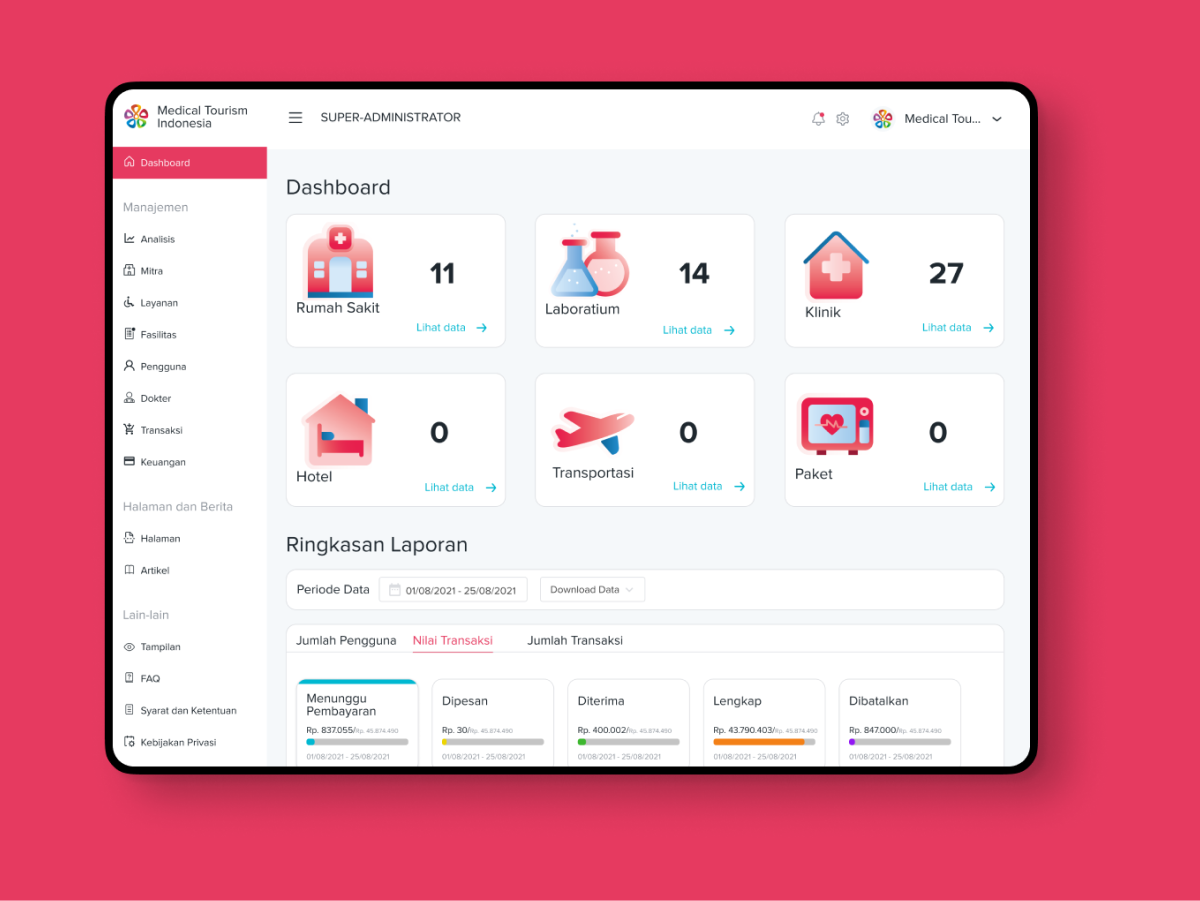 Medical Tourism
Indonesia
SUPER-ADMINISTRATOR
Medical Tou...
Dashboard
Manajemen
Analisis
Mitra
Layanan
Fasilitas
Pengguna
Dokter
Transaksi
Keuangan
Halaman dan Berita
Halaman
Artikel
Lain-lain
Tampilan
FAQ
Syarat dan Ketentuan
Kebijakan Privasi
Dashboard
11
Rumah Sakit
Lihat data
14
Laboratium
Lihat data
27
Klinik
Lihat data
0
Hotel
Lihat data
0
Transportasi
Lihat data
0
Paket
Lihat data
Ringkasan Laporan
Periode Data 01/08/2021 - 25/08/2021 Download Data
Jumlah Pengguna Nilai Transaksi Jumlah Transaksi
Menunggu
Pembayaran
Rp. 837.055/Rp. 45.874.490
01/08/2021 - 25/08/2021
Dipesan
Rp. 30/Rp. 45.874.490
01/08/2021 - 25/08/2021
Diterima
Rp. 400.002/Rp. 45.874.490
01/08/2021 - 25/08/2021
Lengkap
Rp. 43.790.403/Rp. 45.874.490
01/08/2021 - 25/08/2021
Dibatalkan
Rp. 847.000/Rp. 45.874.490
01/08/2021 - 25/08/2021